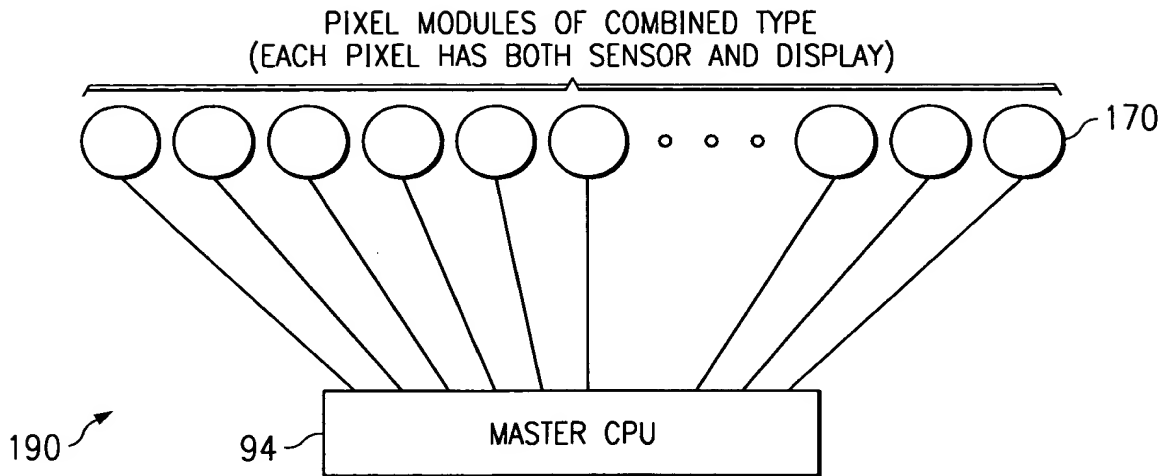 PIXEL MODULES OF COMBINED TYPE
(EACH PIXEL HAS BOTH SENSOR AND DISPLAY)
170
190
94
MASTER CPU